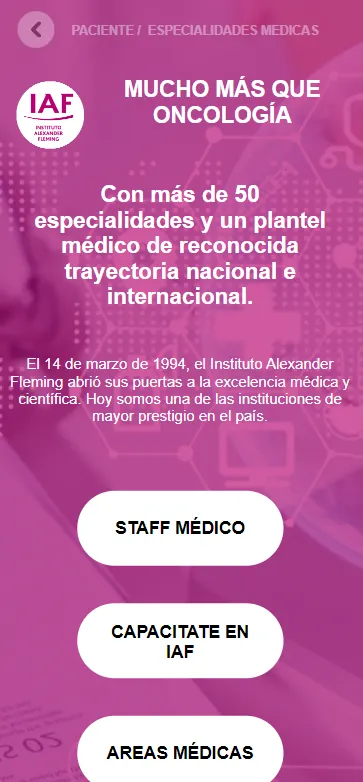 PACIENTE / ESPECIALIDADES MEDICAS
IAF
INSTITUTO
ALEXANDER
FLEMING
MUCHO MÁS QUE
ONCOLOGÍA
Con más de 50
especialidades y un plantel
médico de reconocida
trayectoria nacional e
internacional.
El 14 de marzo de 1994, el Instituto Alexander
Fleming abrió sus puertas a la excelencia médica y
científica. Hoy somos una de las instituciones de
mayor prestigio en el país.
STAFF MÉDICO
CAPACITATE EN
IAF
AREAS MÉDICAS